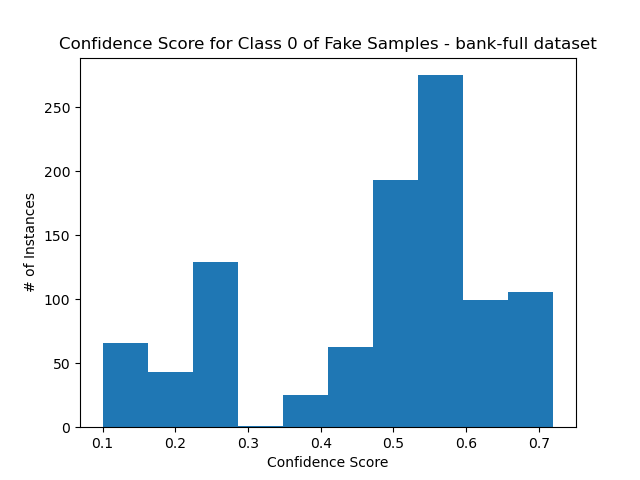 Confidence Score for Class 0 of Fake Samples - bank-full dataset
# of Instances
250
200
150
100
50
0
0.1 0.2 0.3 0.4 0.5 0.6 0.7
Confidence Score